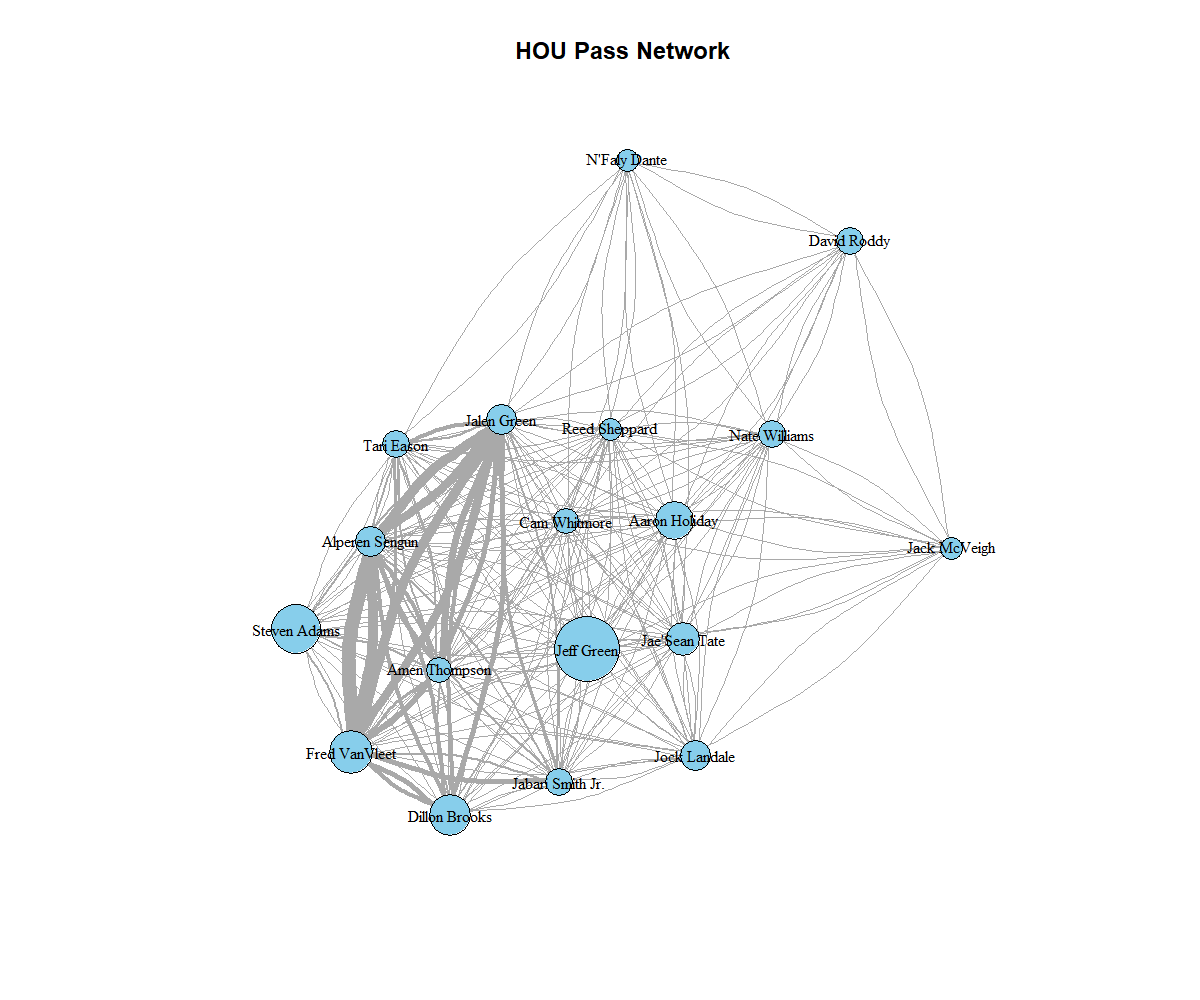 HOU Pass Network
N'Faly Dante
David Roddy
Jalen Green
Reed Sheppard
Nate Williams
Tari Eason
Cam Whitmore
Aaron Holiday
Alperen Sengun
Jack McVeigh
Steven Adams
Jae'Sean Tate
Jeff Green
Amen Thompson
Fred VanVleet
Jock Landale
Jabari Smith Jr.
Dillon Brooks